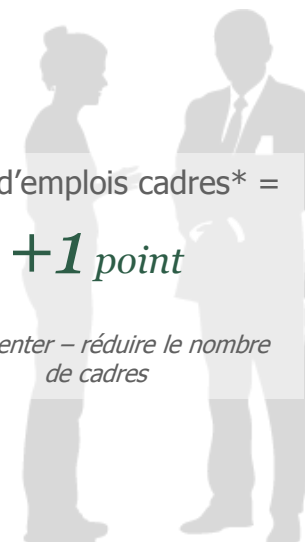 d'emplois cadres* =
+1 point
enter – réduire le nombre
de cadres